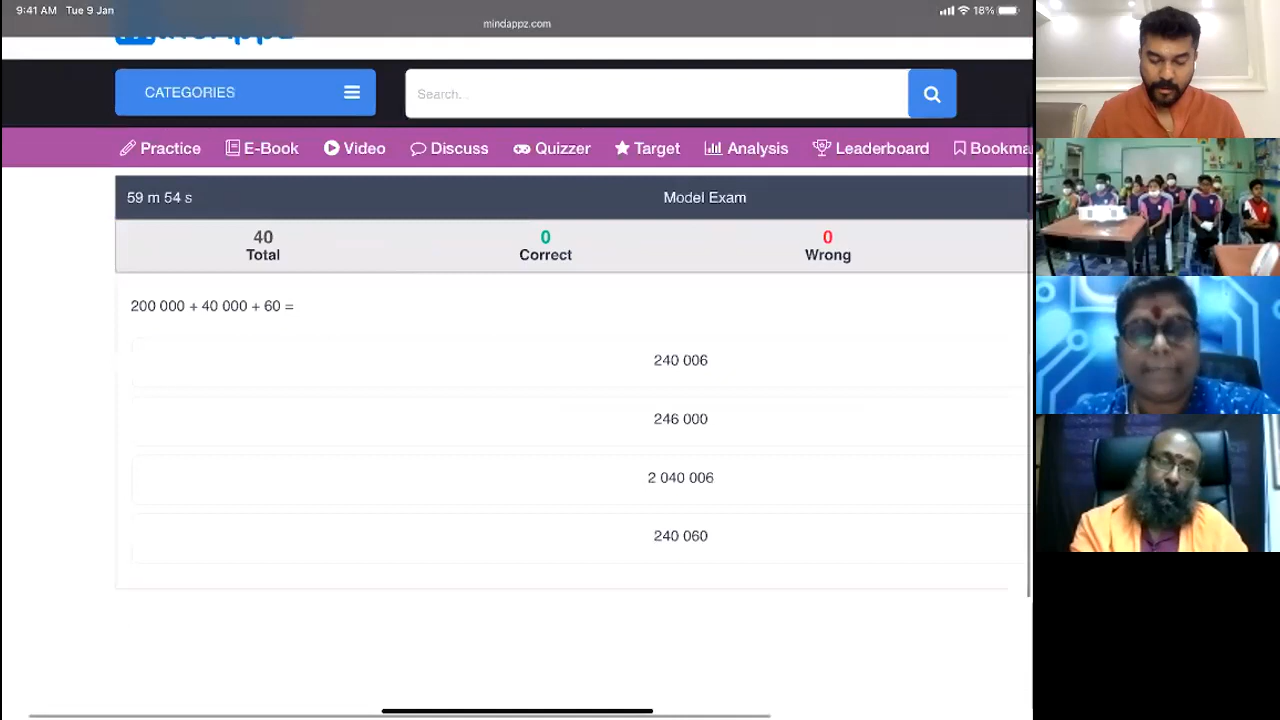 9:41 AM Tue 9 Jan
18%
mindappz.com
CATEGORIES
Search...
Practice E-Book Video Discuss Quizzer Target Analysis Leaderboard Bookma
59 m 54 s Model Exam
40 0 0
Total Correct Wrong
200 000 + 40 000 + 60 =
240 006
246 000
2 040 006
240 060